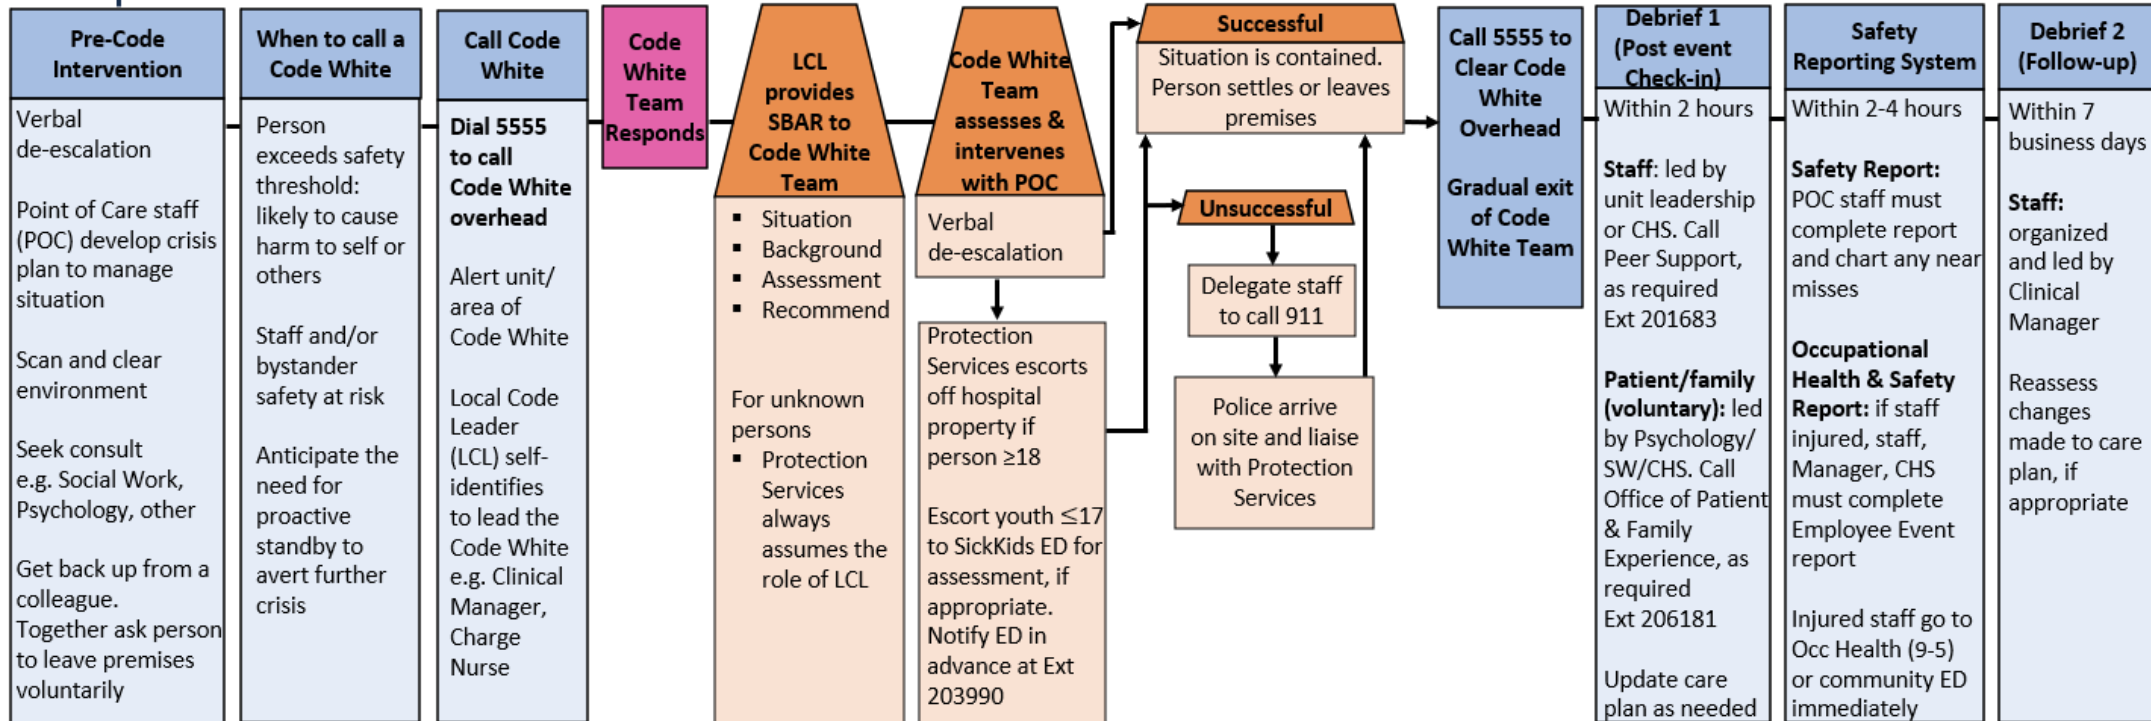 Pre-Code
Intervention
Verbal
de-escalation
Point of Care staff
(POC) develop crisis
plan to manage
situation
Scan and clear
environment
Seek consult
e.g. Social Work,
Psychology, other
Get back up from a
colleague.
Together ask person
to leave premises
voluntarily
When to call a
Code White
Person
exceeds safety
threshold:
likely to cause
harm to self or
others
Staff and/or
bystander
safety at risk
Anticipate the
need for
proactive
standby to
avert further
crisis
Call Code
White
Dial 5555
to call
Code White
overhead
Alert unit/
area of
Code White
Local Code
Leader
(LCL) self-
identifies
to lead the
Code White
e.g. Clinical
Manager,
Charge
Nurse
Code
White
Team
Responds
LCL
provides
SBAR to
Code White
Team
▪ Situation
▪ Background
▪ Assessment
▪ Recommend
For unknown
persons
▪ Protection
Services
always
assumes the
role of LCL
Code White
Team
assesses &
intervenes
with POC
Verbal
de-escalation
Protection
Services escorts
off hospital
property if
person ≥18
Escort youth ≤17
to SickKids ED for
assessment, if
appropriate.
Notify ED in
advance at Ext
203990
Successful
Situation is contained.
Person settles or leaves
premises
Unsuccessful
Delegate staff
to call 911
Police arrive
on site and liaise
with Protection
Services
Call 5555 to
Clear Code
White
Overhead
Gradual exit
of Code
White Team
Debrief 1
(Post event
Check-in)
Within 2 hours
Staff: led by
unit leadership
or CHS. Call
Peer Support,
as required
Ext 201683
Patient/family
(voluntary): led
by Psychology/
SW/CHS. Call
Office of Patient
& Family
Experience, as
required
Ext 206181
Update care
plan as needed
Safety
Reporting System
Within 2-4 hours
Safety Report:
POC staff must
complete report
and chart any near
misses
Occupational
Health & Safety
Report: if staff
injured, staff,
Manager, CHS
must complete
Employee Event
report
Injured staff go to
Occ Health (9-5)
or community ED
immediately
Debrief 2
(Follow-up)
Within 7
business days
Staff:
organized
and led by
Clinical
Manager
Reassess
changes
made to care
plan, if
appropriate